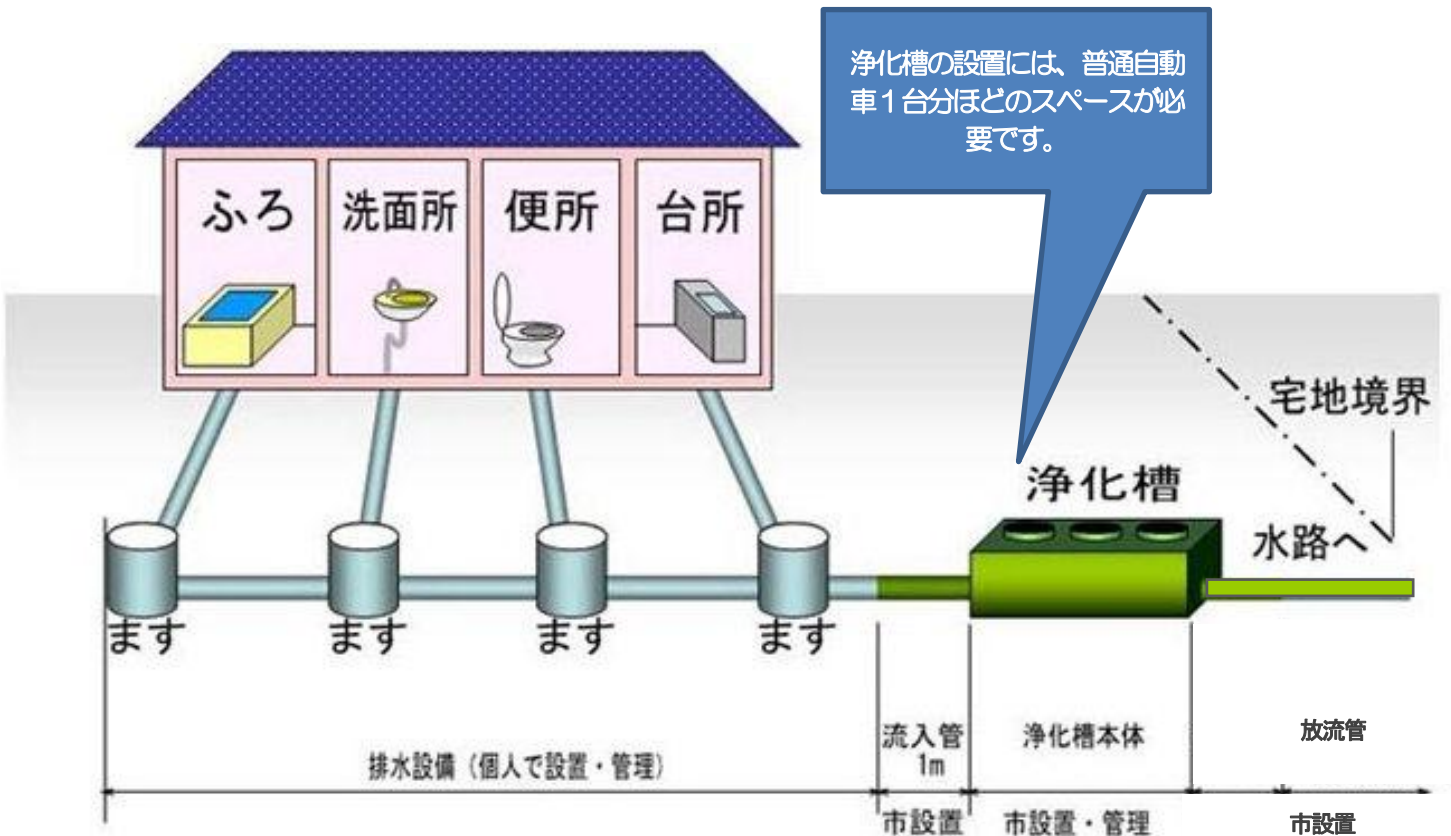 浄化槽の設置には、普通自動
車１台分ほどのスペースが必
要です。
ふろ
洗面所
便所
台所
宅地境界
浄化槽
水路へ
ます
ます
ます
ます
排水設備（個人で設置・管理）
流入管
1m
浄化槽本体
放流管
市設置
市設置・管理
市設置